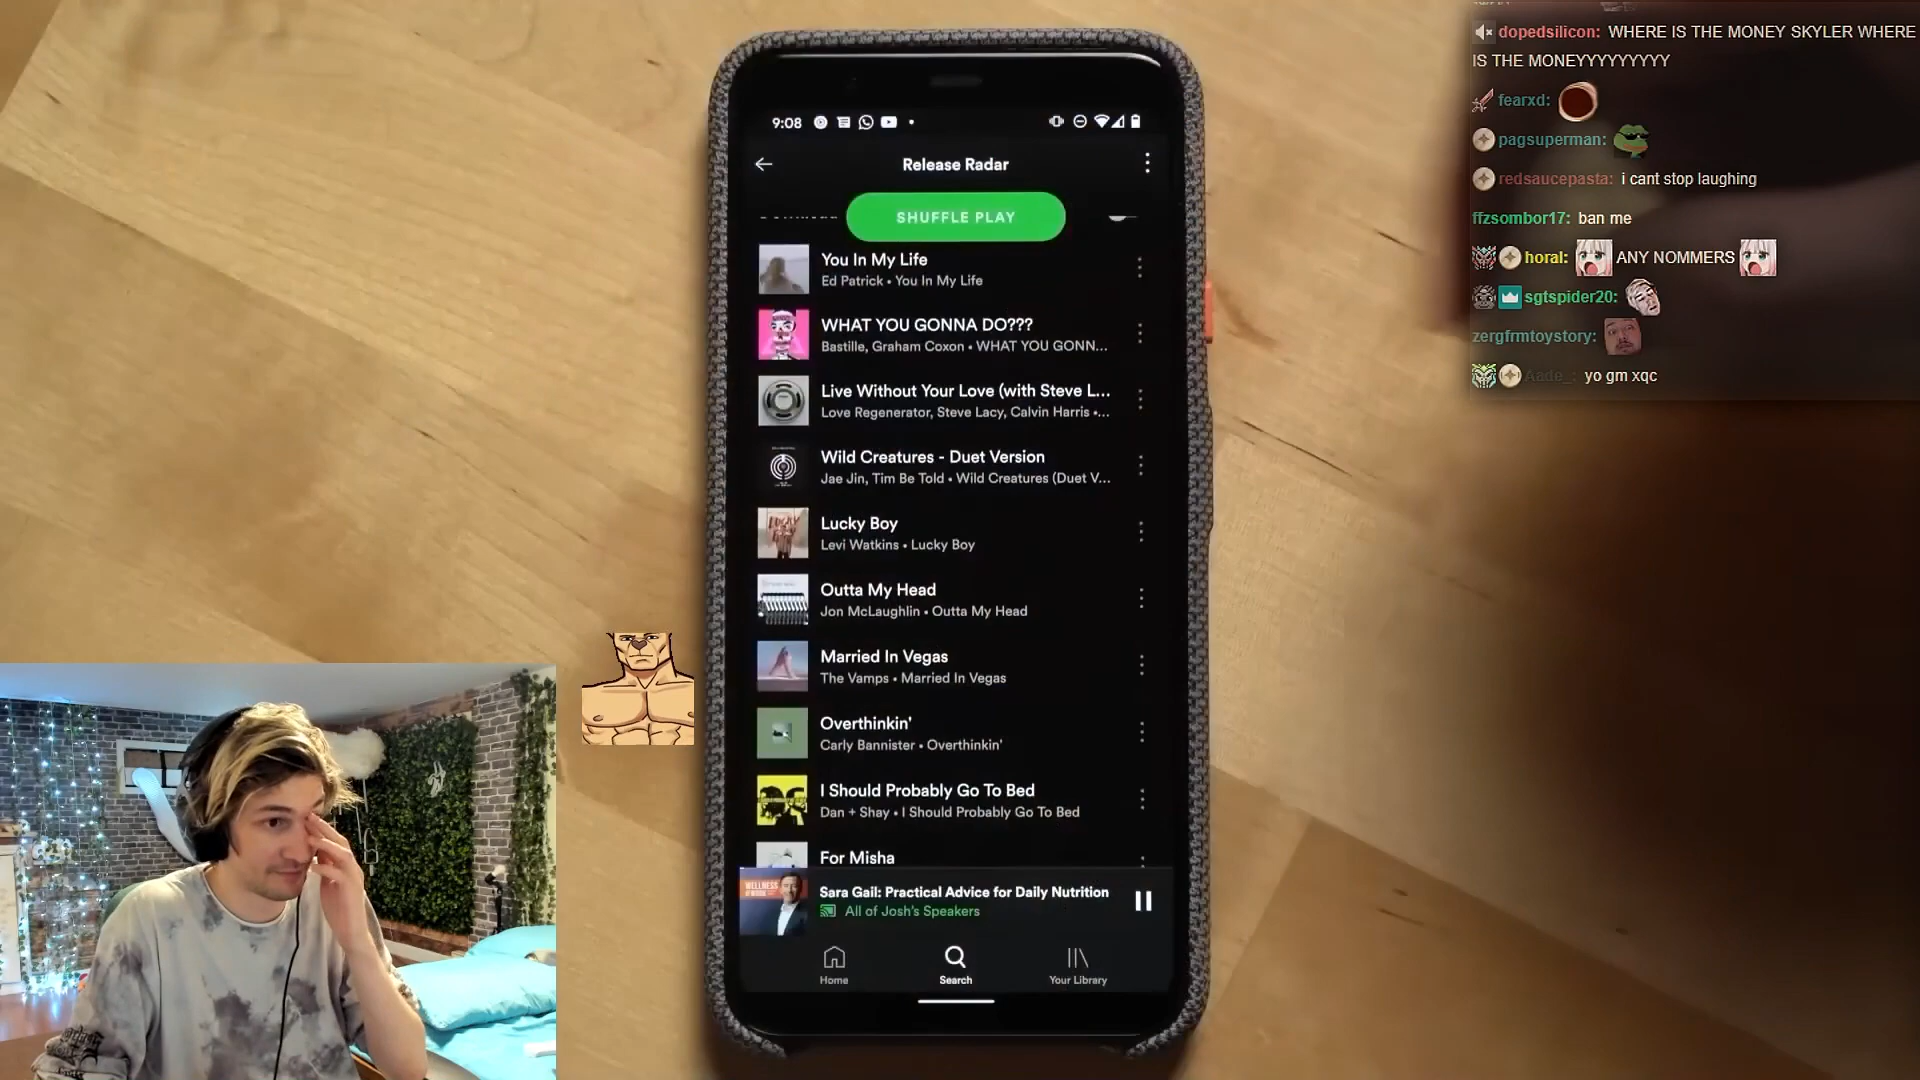 9:08
Release Radar
SHUFFLE PLAY
You In My Life
Ed Patrick • You In My Life
WHAT YOU GONNA DO???
Bastille, Graham Coxon • WHAT YOU GONN...
Live Without Your Love (with Steve L...
Love Regenerator, Steve Lacy, Calvin Harris •...
Wild Creatures - Duet Version
Jae Jin, Tim Be Told • Wild Creatures (Duet V...
Lucky Boy
Levi Watkins • Lucky Boy
Outta My Head
Jon McLaughlin • Outta My Head
Married In Vegas
The Vamps • Married In Vegas
Overthinkin'
Carly Bannister • Overthinkin'
I Should Probably Go To Bed
Dan + Shay • I Should Probably Go To Bed
For Misha
WELLNESS
Sara Gail: Practical Advice for Daily Nutrition
All of Josh's Speakers
Home
Search
Your Library
dopedsilicon: WHERE IS THE MONEY SKYLER WHERE
IS THE MONEYYYYYYYYY
fearxd:
pagsuperman:
redsaucepasta: i cant stop laughing
ffzsombor17: ban me
horal: ANY NOMMERS
sgtspider20:
zergfrmtoystory:
Aade_: yo gm xqc